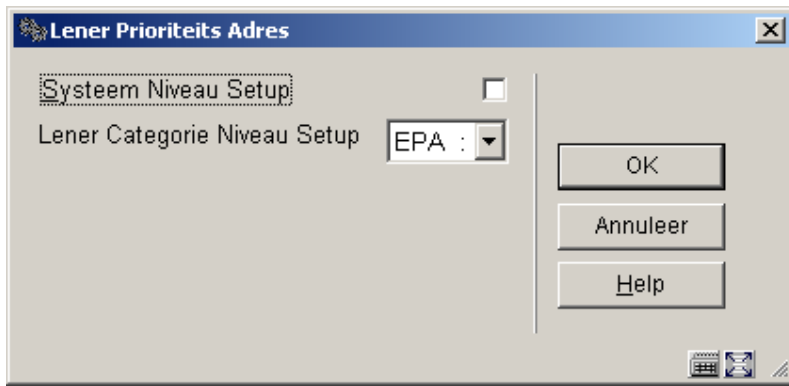 Lener Prioriteits Adres
Systeem Niveau Setup
Lener Categorie Niveau Setup EPA :
OK
Annuleer
Help